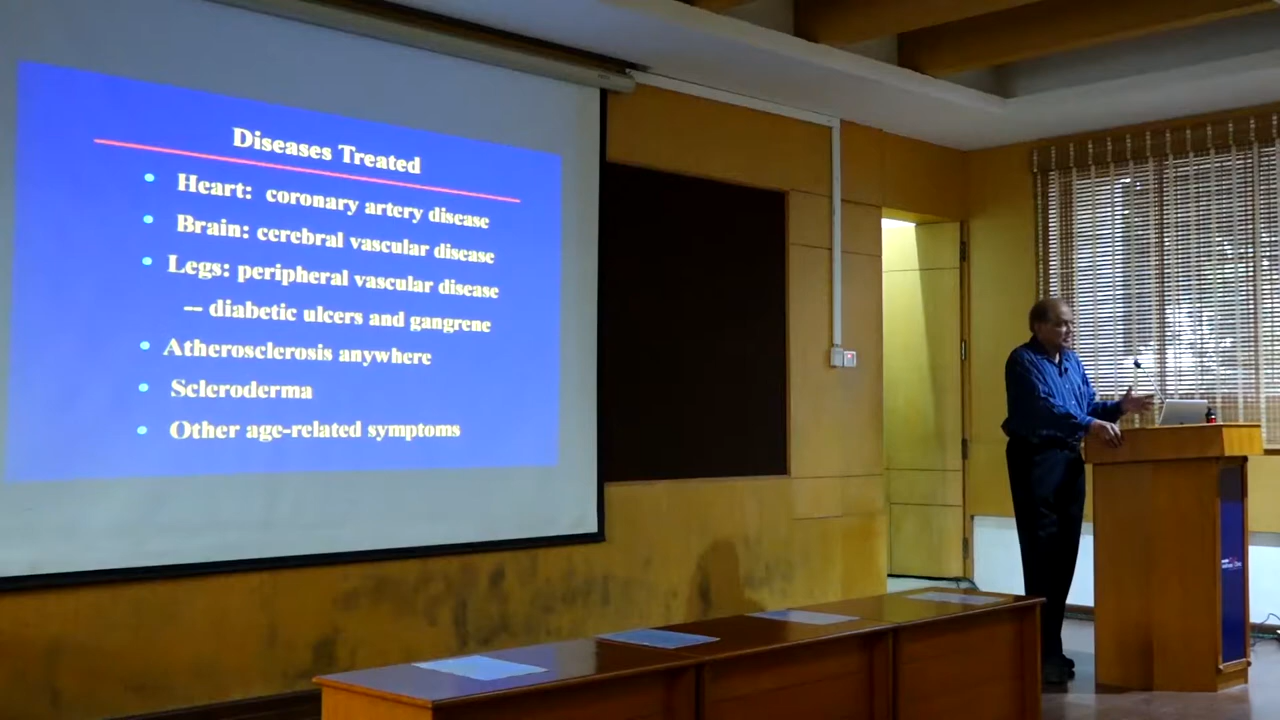 Diseases Treated
• Heart: coronary artery disease
• Brain: cerebral vascular disease
• Legs: peripheral vascular disease
-- diabetic ulcers and gangrene
• Atherosclerosis anywhere
• Scleroderma
• Other age-related symptoms